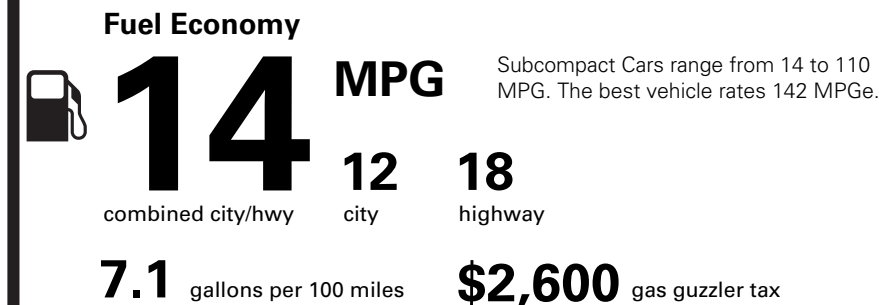 Fuel Economy
14 MPG
Subcompact Cars range from 14 to 110
MPG. The best vehicle rates 142 MPGe.
12 18
combined city/hwy city highway
7.1 gallons per 100 miles $2,600 gas guzzler tax